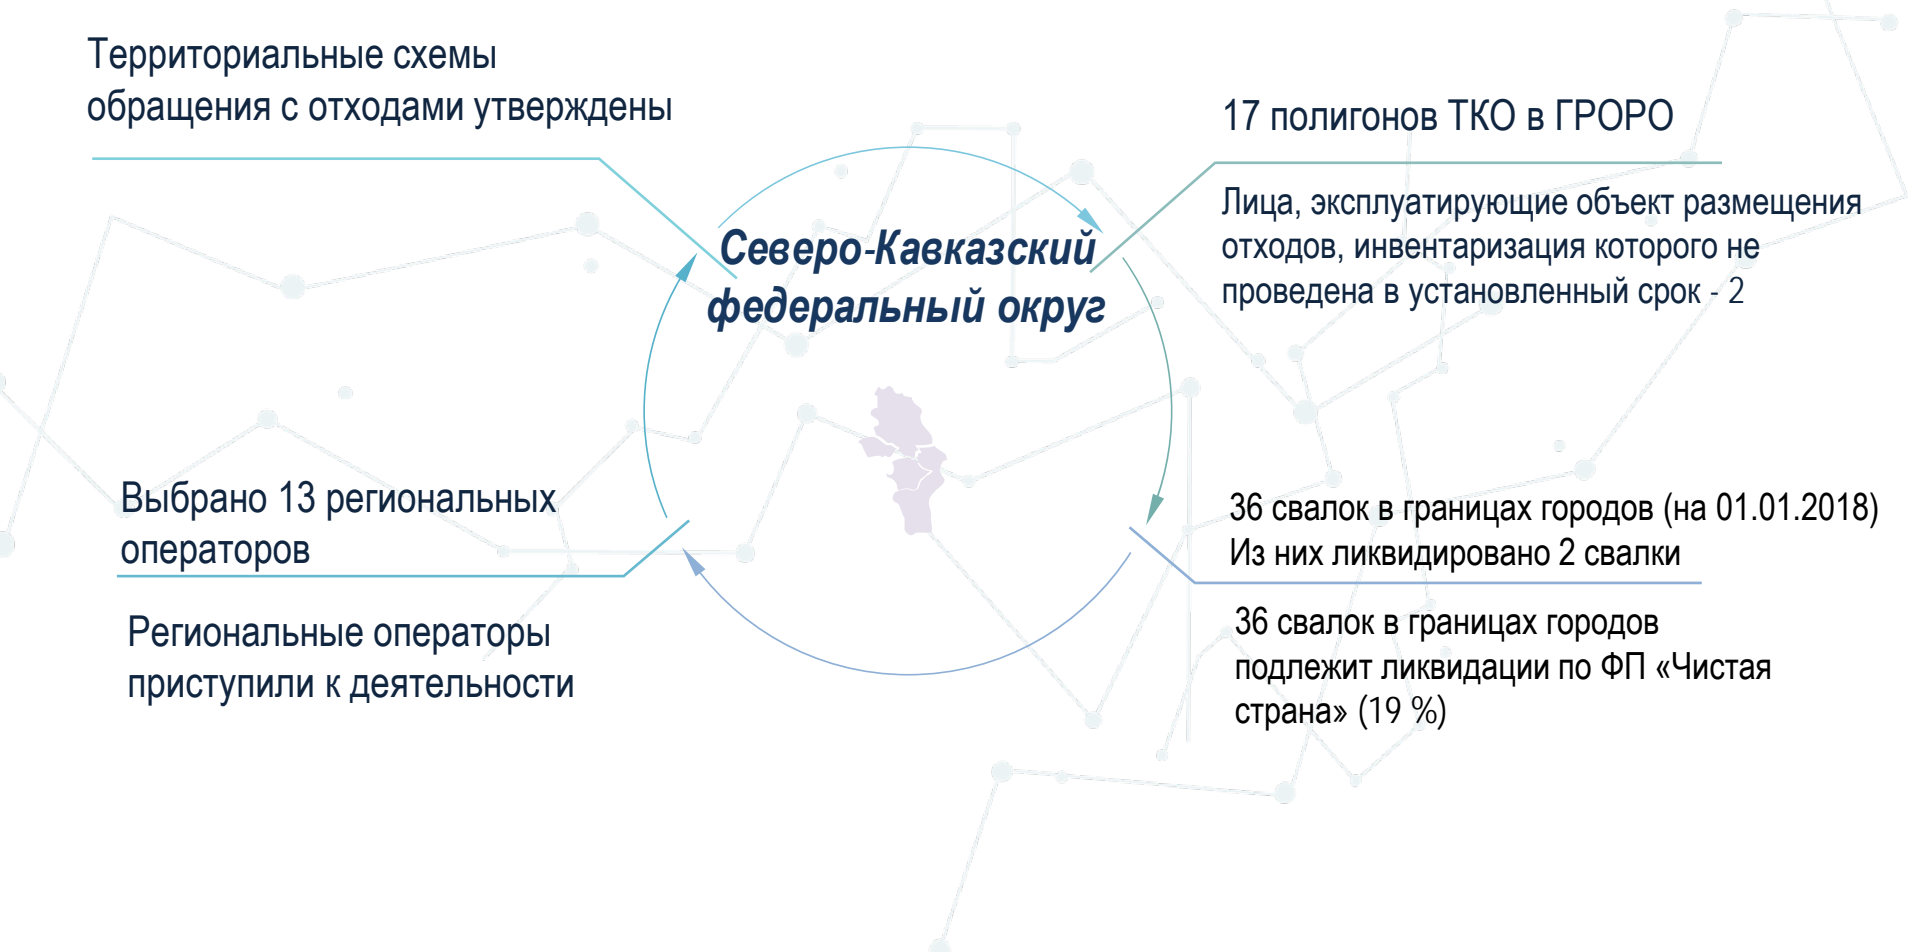 Территориальные схемы
обращения с отходами утверждены
17 полигонов ТКО в ГРОРО
Лица, эксплуатирующие объект размещения
отходов, инвентаризация которого не
проведена в установленный срок - 2
Северо-Кавказский
федеральный округ
Выбрано 13 региональных
операторов
Региональные операторы
приступили к деятельности
36 свалок в границах городов (на 01.01.2018)
Из них ликвидировано 2 свалки
36 свалок в границах городов
подлежит ликвидации по ФП «Чистая
страна» (19 %)